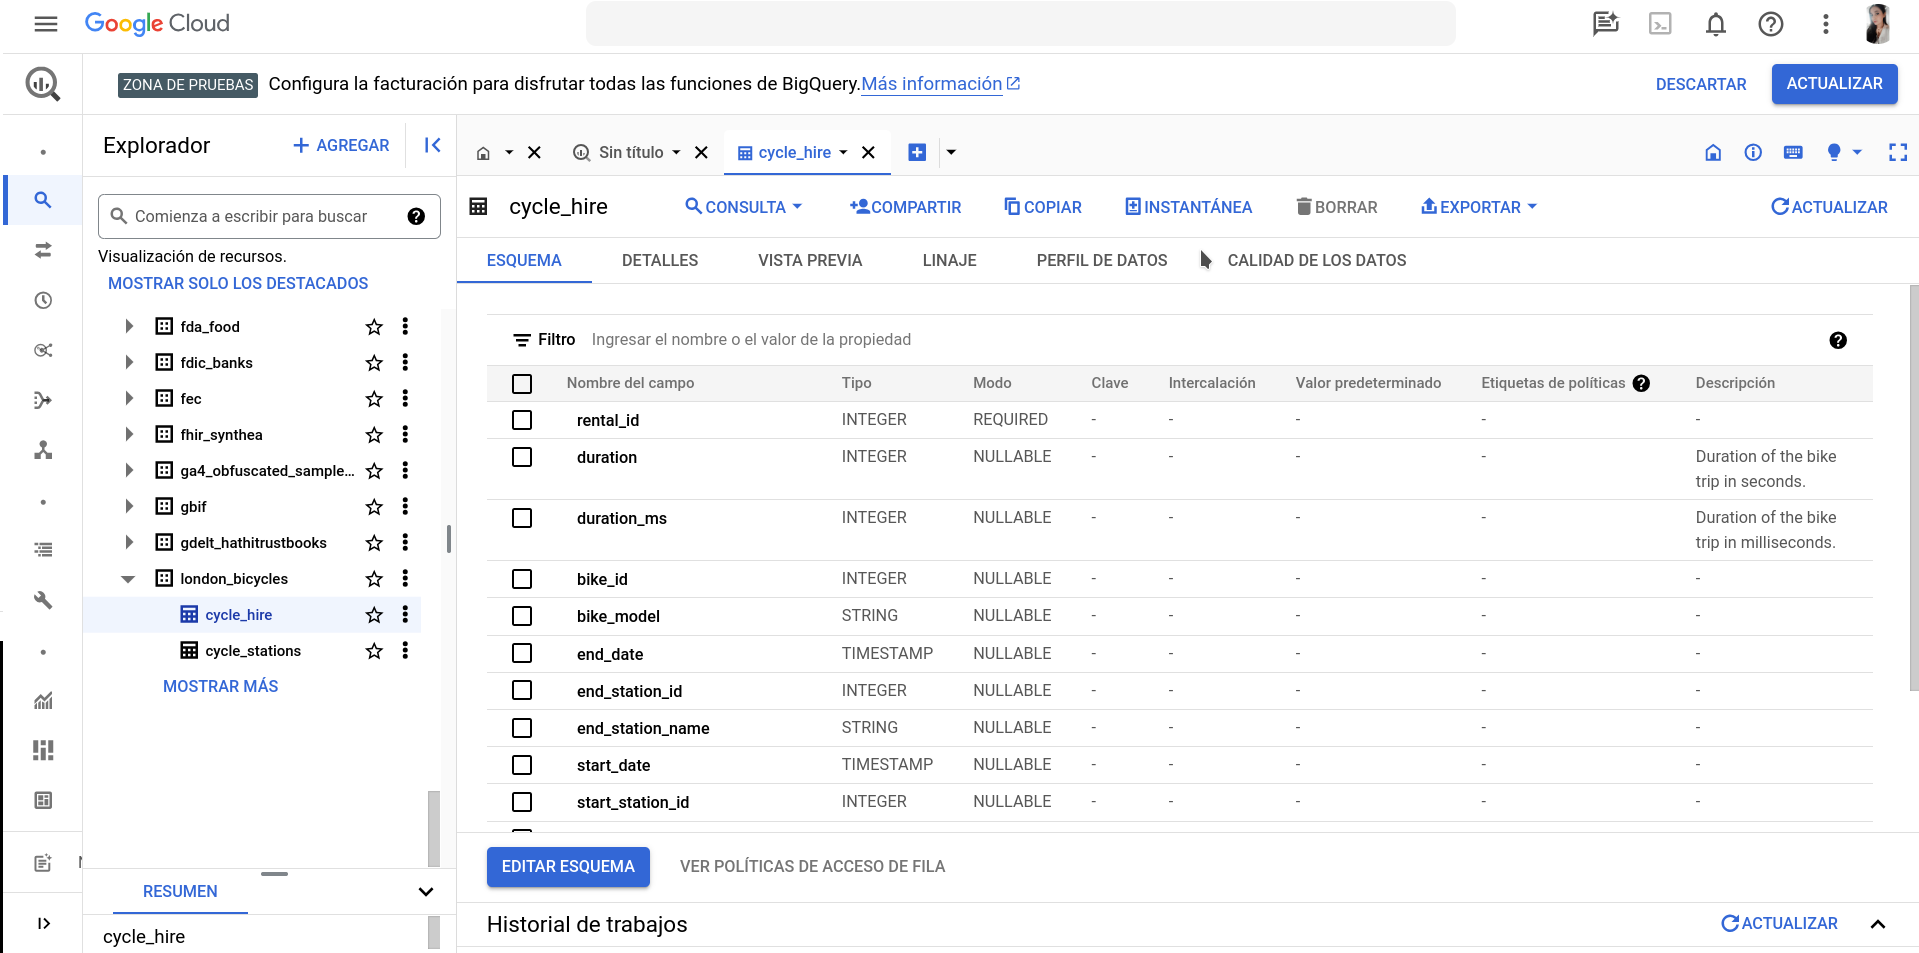 Google Cloud
ZONA DE PRUEBAS Configura la facturación para disfrutar todas las funciones de BigQuery. Más información DESCARTAR ACTUALIZAR
Explorador AGREGAR
Sin título cycle_hire
Comienza a escribir para buscar
Visualización de recursos.
MOSTRAR SOLO LOS DESTACADOS
fda_food
fdic_banks
fec
fhir_synthea
ga4_obfuscated_sample...
gbif
gdelt_hathitrustbooks
london_bicycles
cycle_hire
cycle_stations
MOSTRAR MÁS
RESUMEN
cycle_hire
cycle_hire CONSULTA COMPARTIR COPIAR INSTANTÁNEA BORRAR EXPORTAR ACTUALIZAR
ESQUEMA DETALLES VISTA PREVIA LINAJE PERFIL DE DATOS CALIDAD DE LOS DATOS
Filtro Ingresar el nombre o el valor de la propiedad
Nombre del campo Tipo Modo Clave Intercalación Valor predeterminado Etiquetas de políticas Descripción
rental_id INTEGER REQUIRED - - - - -
duration INTEGER NULLABLE - - - - Duration of the bike
trip in seconds.
duration_ms INTEGER NULLABLE - - - - Duration of the bike
trip in milliseconds.
bike_id INTEGER NULLABLE - - - - -
bike_model STRING NULLABLE - - - - -
end_date TIMESTAMP NULLABLE - - - - -
end_station_id INTEGER NULLABLE - - - - -
end_station_name STRING NULLABLE - - - - -
start_date TIMESTAMP NULLABLE - - - - -
start_station_id INTEGER NULLABLE - - - - -
EDITAR ESQUEMA VER POLÍTICAS DE ACCESO DE FILA
Historial de trabajos ACTUALIZAR